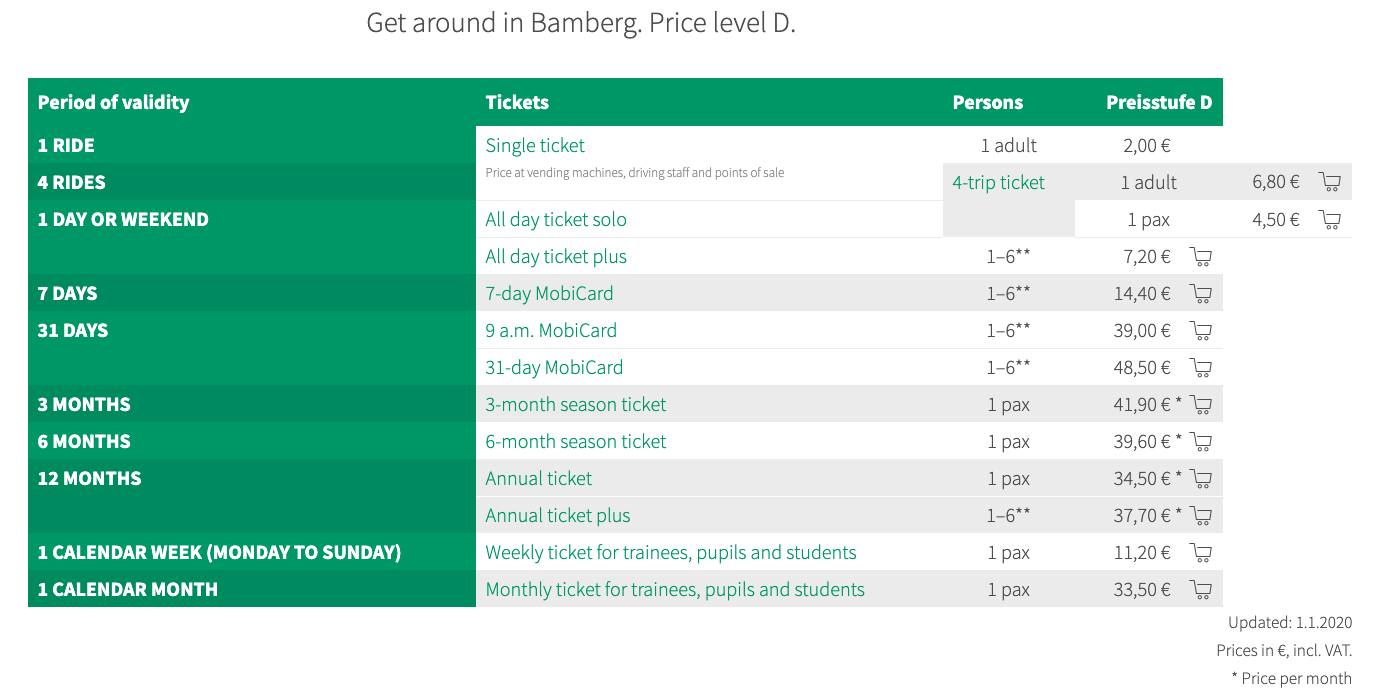 Get around in Bamberg. Price level D.
Period of validity Tickets Persons Preisstufe D
1 RIDE Single ticket 1 adult 2,00 €
Price at vending machines, driving staff and points of sale
4 RIDES 4-trip ticket 1 adult 6,80 €
1 DAY OR WEEKEND All day ticket solo 1 pax 4,50 €
All day ticket plus 1–6** 7,20 €
7 DAYS 7-day MobiCard 1–6** 14,40 €
31 DAYS 9 a.m. MobiCard 1–6** 39,00 €
31-day MobiCard 1–6** 48,50 €
3 MONTHS 3-month season ticket 1 pax 41,90 € *
6 MONTHS 6-month season ticket 1 pax 39,60 € *
12 MONTHS Annual ticket 1 pax 34,50 € *
Annual ticket plus 1–6** 37,70 € *
1 CALENDAR WEEK (MONDAY TO SUNDAY) Weekly ticket for trainees, pupils and students 1 pax 11,20 €
1 CALENDAR MONTH Monthly ticket for trainees, pupils and students 1 pax 33,50 €
Updated: 1.1.2020
Prices in €, incl. VAT.
* Price per month